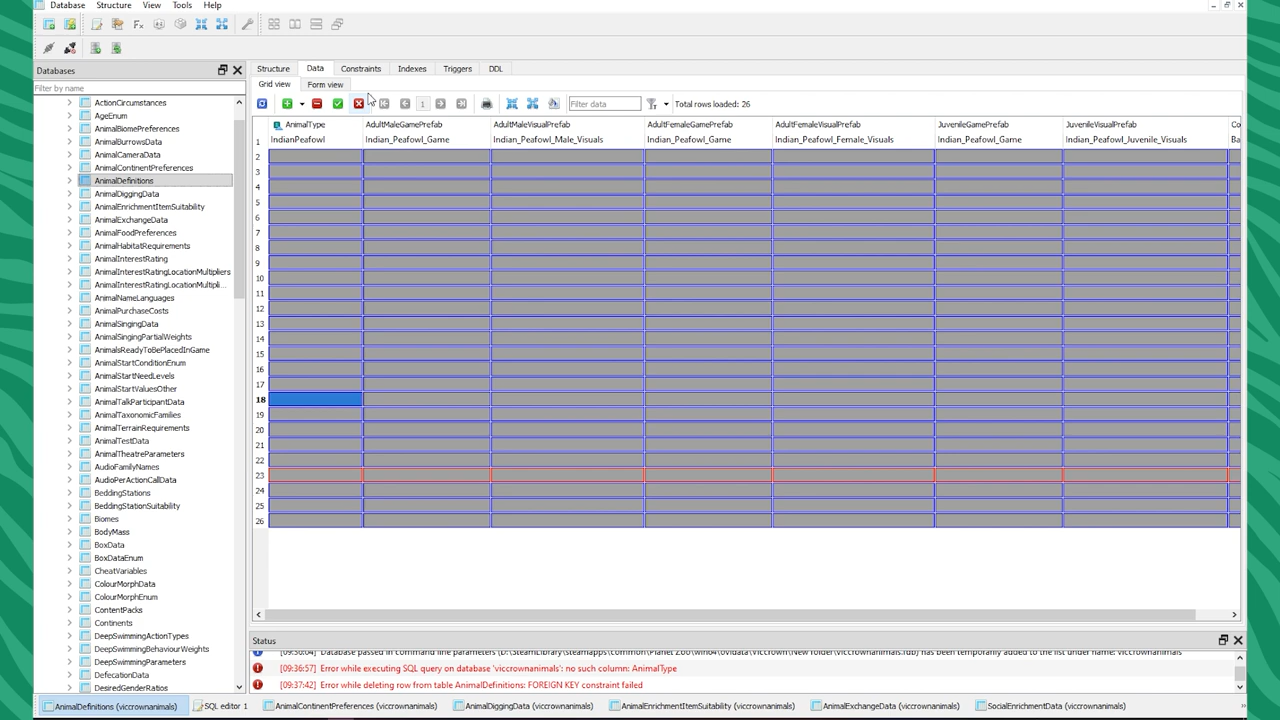 Database Structure View Tools Help
Databases
Filter by name
ActionCircumstances
AgeEnum
AnimalBiomePreferences
AnimalBurrowsData
AnimalCameraData
AnimalContinentPreferences
AnimalDefinitions
AnimalDiggingData
AnimalEnrichmentItemSuitability
AnimalExchangeData
AnimalFoodPreferences
AnimalHabitatRequirements
AnimalInterestRating
AnimalInterestRatingLocationMultipliers
AnimalInterestRatingLocationMultipli...
AnimalNameLanguages
AnimalPurchaseCosts
AnimalSingingData
AnimalSingingPartialWeights
AnimalsReadyToBePlacedInGame
AnimalStartConditionEnum
AnimalStartNeedLevels
AnimalStartValuesOther
AnimalTalkParticipantData
AnimalTaxonomicFamilies
AnimalTerrainRequirements
AnimalTestData
AnimalTheatreParameters
AudioFamilyNames
AudioPerActionCallData
BeddingStations
BeddingStationSuitability
Biomes
BodyMass
BoxData
BoxDataEnum
CheatVariables
ColourMorphData
ColourMorphEnum
ContentPacks
Continents
DeepSwimmingActionTypes
DeepSwimmingBehaviourWeights
DeepSwimmingParameters
DefecationData
DesiredGenderRatios
Structure Data Constraints Indexes Triggers DDL
Grid view Form view
1 Filter data Total rows loaded: 26
AnimalType AdultMaleGamePrefab AdultMaleVisualPrefab AdultFemaleGamePrefab AdultFemaleVisualPrefab JuvenileGamePrefab JuvenileVisualPrefab Co
1 IndianPeafowl Indian_Peafowl_Game Indian_Peafowl_Male_Visuals Indian_Peafowl_Game Indian_Peafowl_Female_Visuals Indian_Peafowl_Game Indian_Peafowl_Juvenile_Visuals Ba
2
3
4
5
6
7
8
9
10
11
12
13
14
15
16
17
18
19
20
21
22
23
24
25
26
Status
[09:36:57] Error while executing SQL query on database 'viccrownanimals': no such column: AnimalType
[09:37:42] Error while deleting row from table AnimalDefinitions: FOREIGN KEY constraint failed
AnimalDefinitions (viccrownanimals) SQL editor 1 AnimalContinentPreferences (viccrownanimals) AnimalDiggingData (viccrownanimals) AnimalEnrichmentItemSuitability (viccrownanimals) AnimalExchangeData (viccrownanimals) SocialEnrichmentData (viccrownanimals)